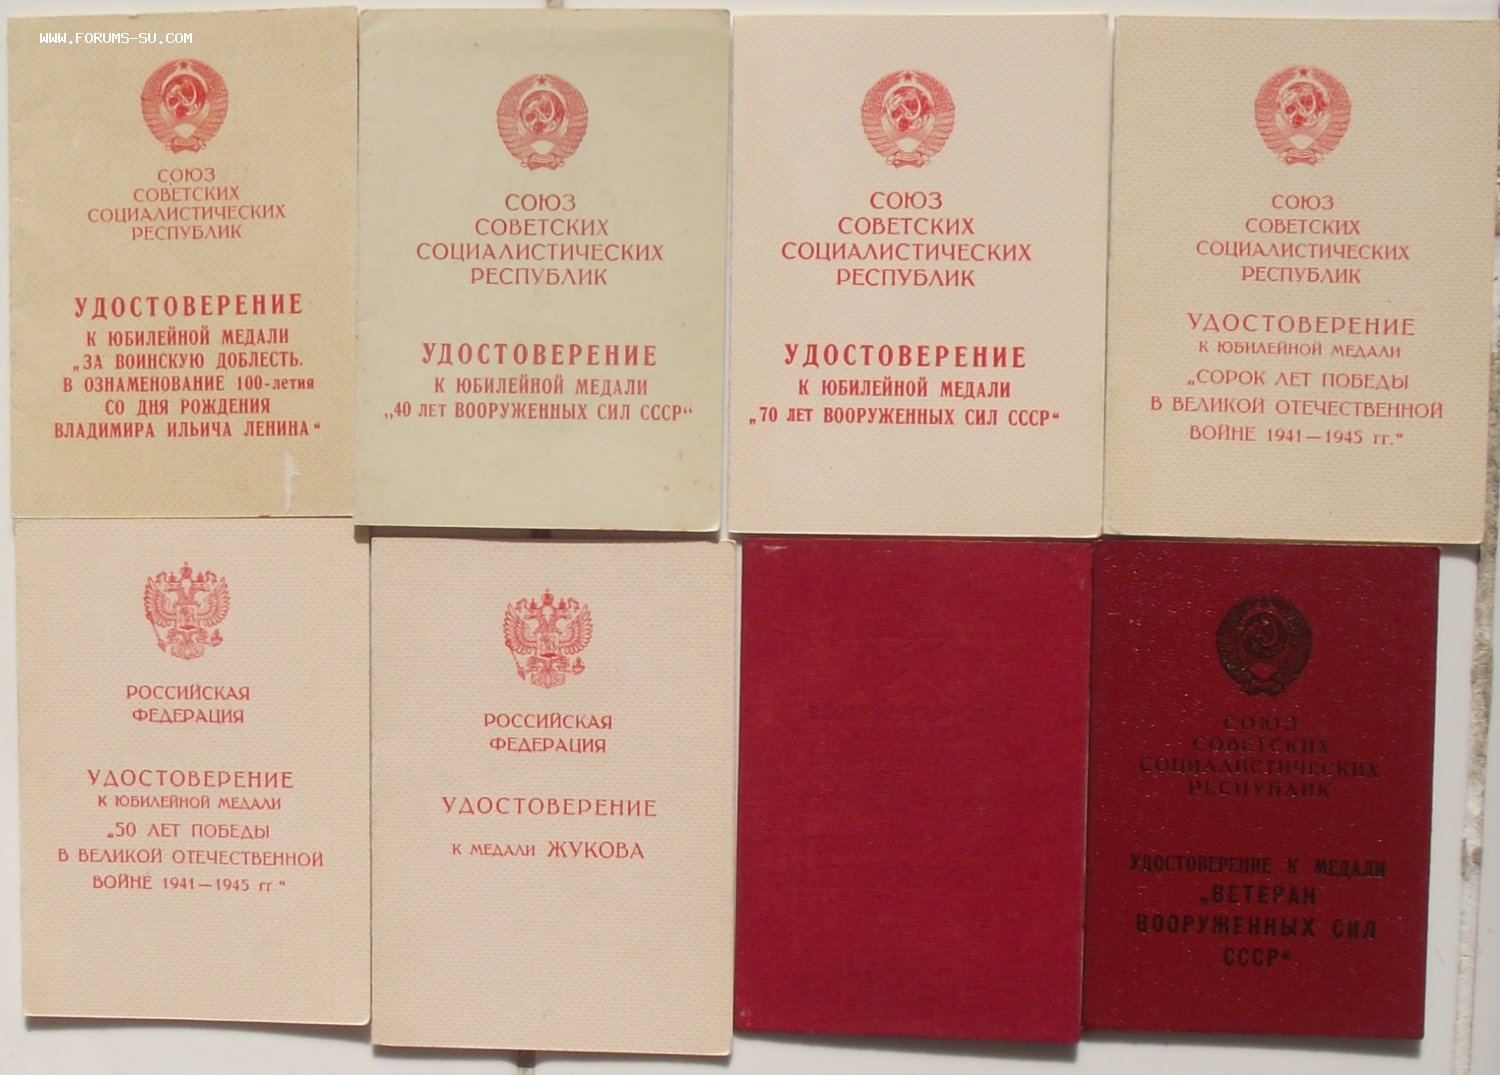 WWW.FORUMS-SU.COM
СОЮЗ
СОВЕТСКИХ
СОЦИАЛИСТИЧЕСКИХ
РЕСПУБЛИК
УДОСТОВЕРЕНИЕ
К ЮБИЛЕЙНОЙ МЕДАЛИ
„ЗА ВОИНСКУЮ ДОБЛЕСТЬ.
В ОЗНАМЕНОВАНИЕ 100-летия
СО ДНЯ РОЖДЕНИЯ
ВЛАДИМИРА ИЛЬИЧА ЛЕНИНА“
СОЮЗ
СОВЕТСКИХ
СОЦИАЛИСТИЧЕСКИХ
РЕСПУБЛИК
УДОСТОВЕРЕНИЕ
К ЮБИЛЕЙНОЙ МЕДАЛИ
„40 ЛЕТ ВООРУЖЕННЫХ СИЛ СССР“
СОЮЗ
СОВЕТСКИХ
СОЦИАЛИСТИЧЕСКИХ
РЕСПУБЛИК
УДОСТОВЕРЕНИЕ
К ЮБИЛЕЙНОЙ МЕДАЛИ
„70 ЛЕТ ВООРУЖЕННЫХ СИЛ СССР“
СОЮЗ
СОВЕТСКИХ
СОЦИАЛИСТИЧЕСКИХ
РЕСПУБЛИК
УДОСТОВЕРЕНИЕ
К ЮБИЛЕЙНОЙ МЕДАЛИ
„СОРОК ЛЕТ ПОБЕДЫ
В ВЕЛИКОЙ ОТЕЧЕСТВЕННОЙ
ВОЙНЕ 1941—1945 гг.“
РОССИЙСКАЯ
ФЕДЕРАЦИЯ
УДОСТОВЕРЕНИЕ
К ЮБИЛЕЙНОЙ МЕДАЛИ
„50 ЛЕТ ПОБЕДЫ
В ВЕЛИКОЙ ОТЕЧЕСТВЕННОЙ
ВОЙНЕ 1941—1945 гг.“
РОССИЙСКАЯ
ФЕДЕРАЦИЯ
УДОСТОВЕРЕНИЕ
К МЕДАЛИ ЖУКОВА
СОЮЗ
СОВЕТСКИХ
СОЦИАЛИСТИЧЕСКИХ
РЕСПУБЛИК
УДОСТОВЕРЕНИЕ К МЕДАЛИ
„ВЕТЕРАН
ВООРУЖЕННЫХ СИЛ
СССР“